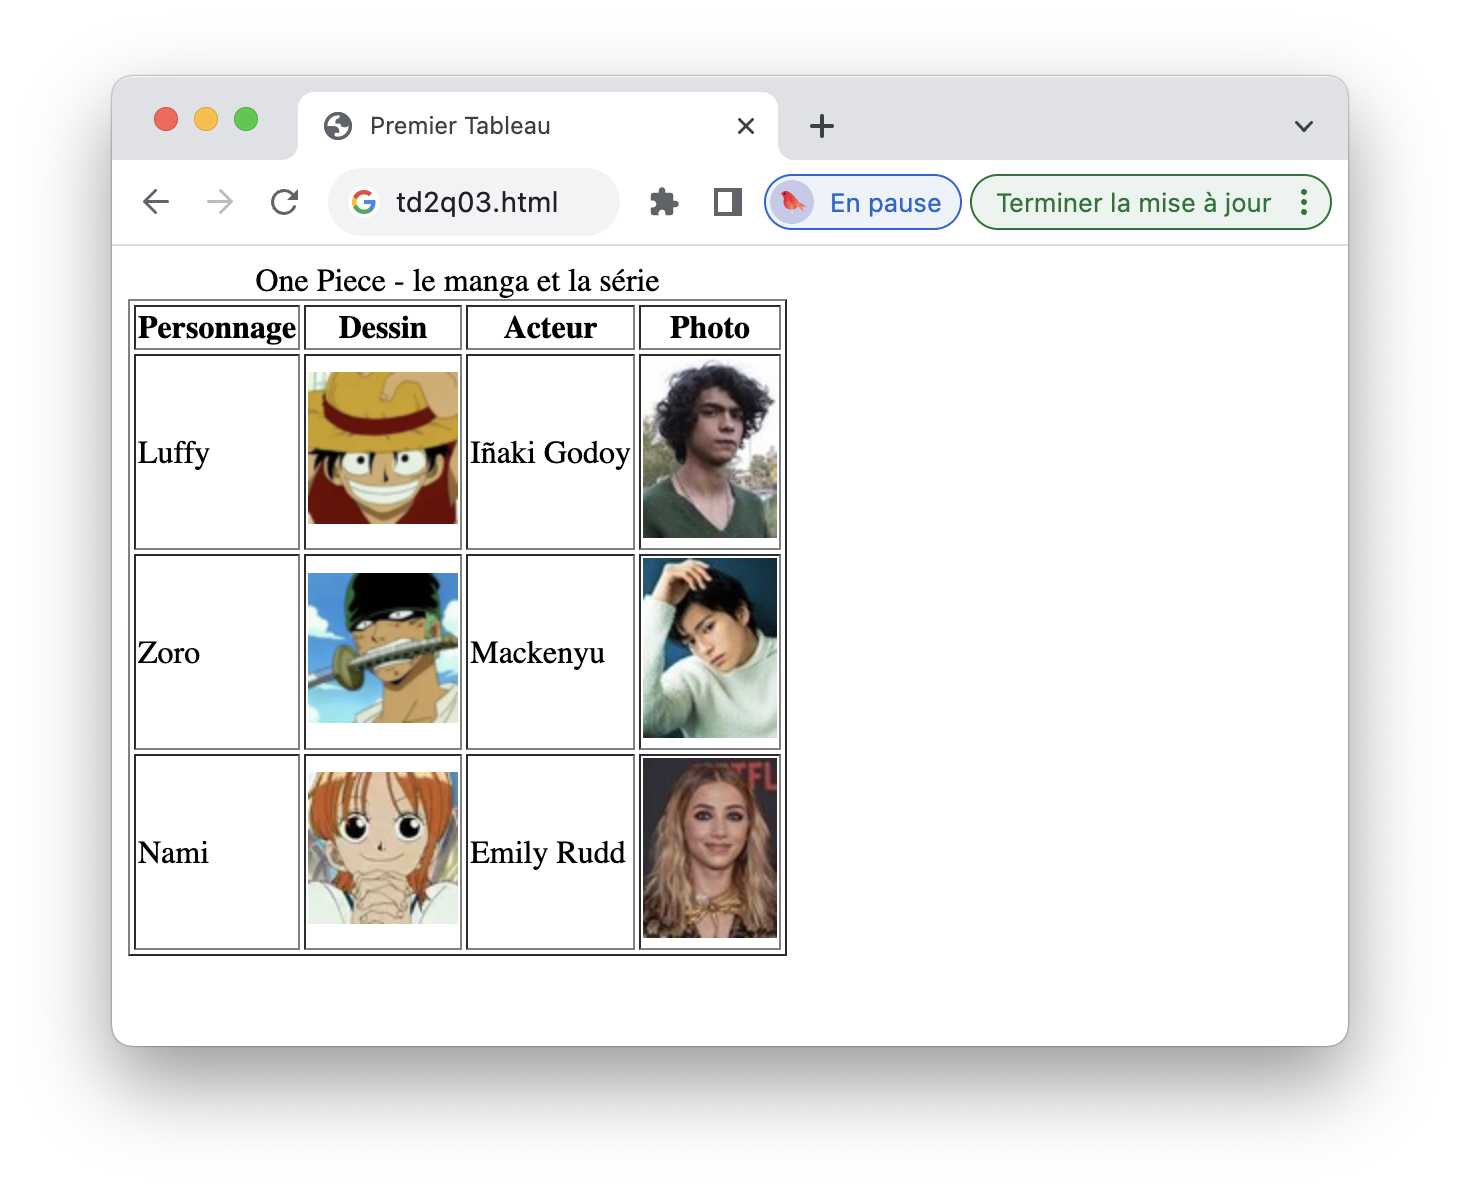 Premier Tableau
td2q03.html
En pause
Terminer la mise à jour
One Piece - le manga et la série
Personnage Dessin Acteur Photo
Luffy Iñaki Godoy
Zoro Mackenyu
TFL
Nami Emily Rudd